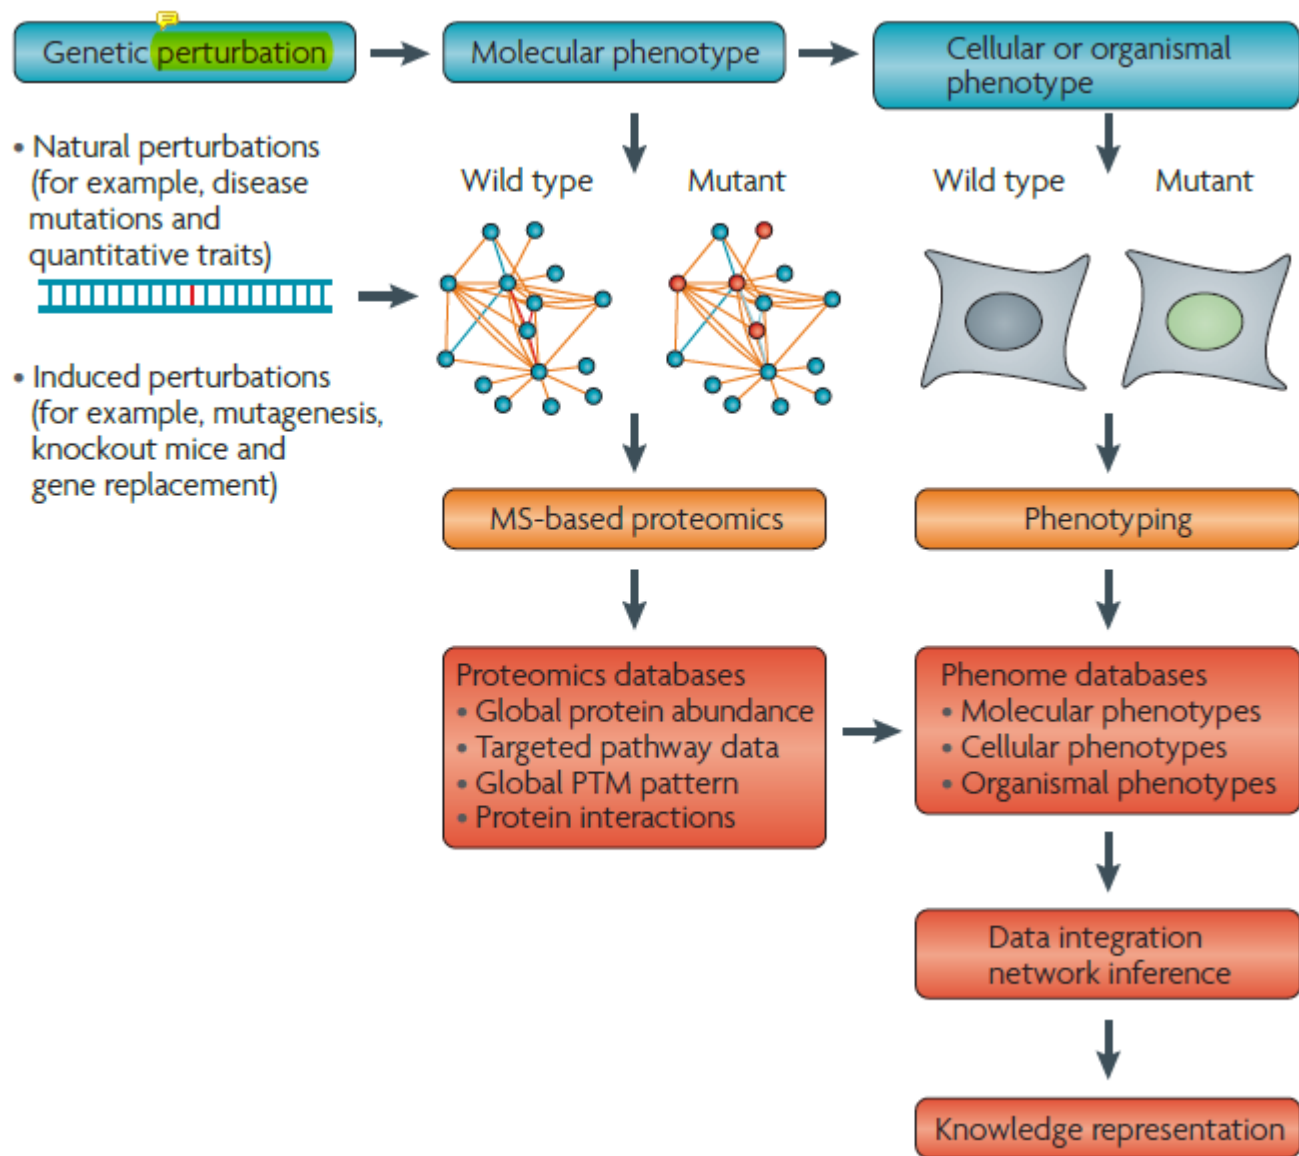 Genetic perturbation
Molecular phenotype
Cellular or organismal
phenotype
• Natural perturbations
(for example, disease
mutations and
quantitative traits)
• Induced perturbations
(for example, mutagenesis,
knockout mice and
gene replacement)
Wild type
Mutant
Wild type
Mutant
MS-based proteomics
Phenotyping
Proteomics databases
• Global protein abundance
• Targeted pathway data
• Global PTM pattern
• Protein interactions
Phenome databases
• Molecular phenotypes
• Cellular phenotypes
• Organismal phenotypes
Data integration
network inference
Knowledge representation